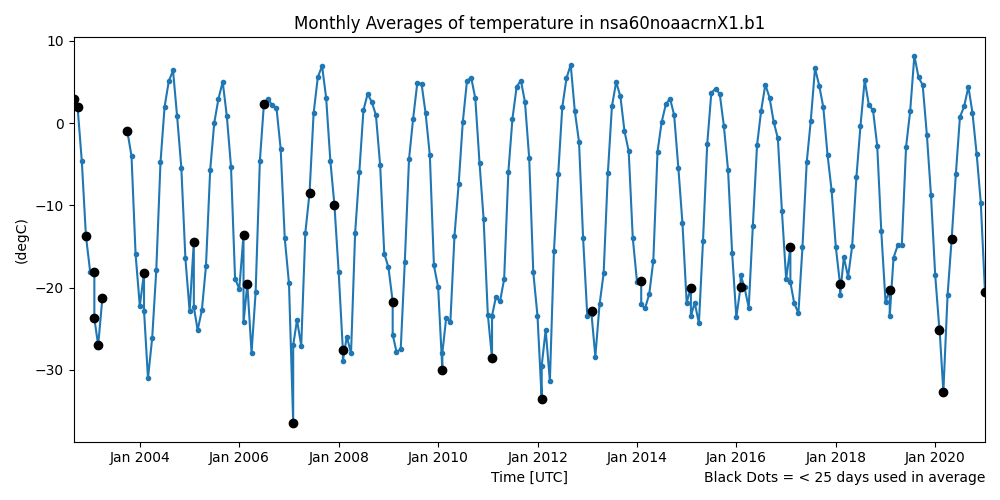 Monthly Averages of temperature in nsa60noaacrnX1.b1
10
0
−10
−20
−30
(degC)
Jan 2004 Jan 2006 Jan 2008 Jan 2010 Jan 2012 Jan 2014 Jan 2016 Jan 2018 Jan 2020
Time [UTC]
Black Dots = < 25 days used in average